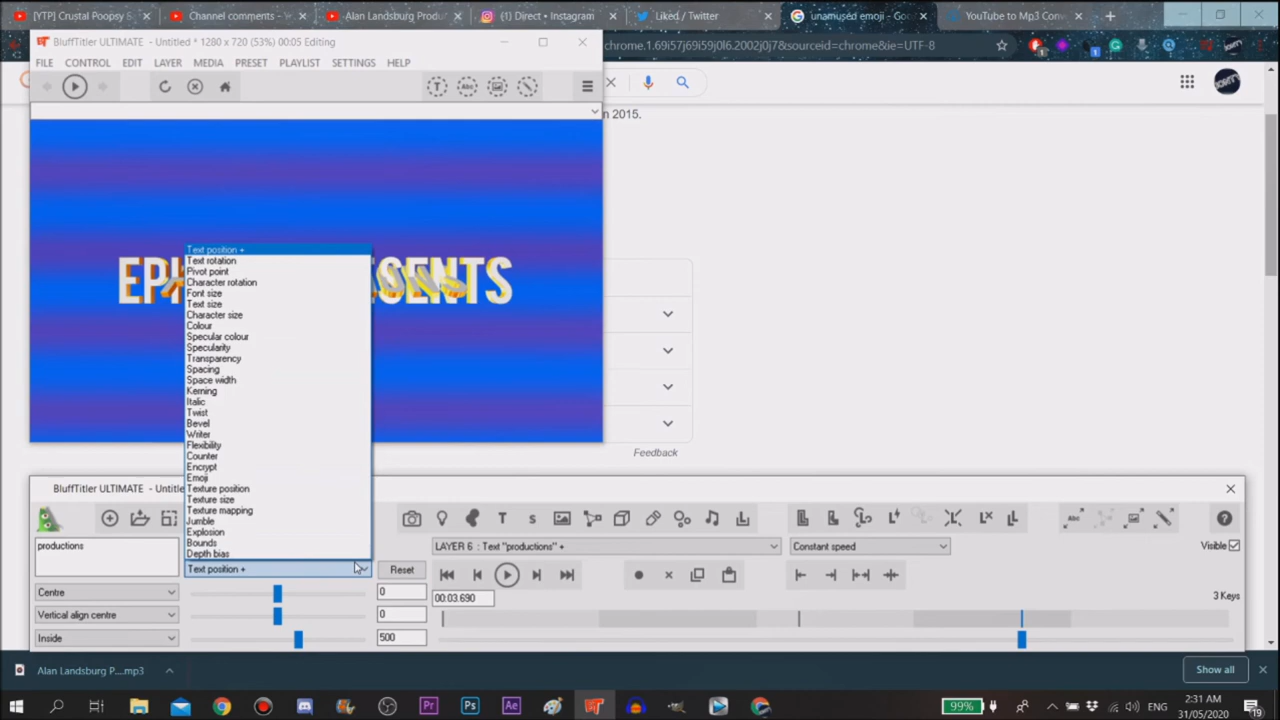 [YTP] Crustal Poopsy S
Channel comments - Y
Alan Landsburg Produ
(1) Direct • Instagram
Liked / Twitter
unamused emoji - Goo
YouTube to Mp3 Con
BluffTitler ULTIMATE - Untitled * 1280 x 720 (53%) 00:05 Editing
chrome.1.69i57j69i59j0l6.2002j0j7&sourceid=chrome&ie=UTF-8
FILE CONTROL EDIT LAYER MEDIA PRESET PLAYLIST SETTINGS HELP
n 2015.
Text position +
Text rotation
Pivot point
Character rotation
Font size
Text size
Character size
Colour
Specular colour
Specularity
Transparency
Spacing
Space width
Kerning
Italic
Twist
Bevel
Writer
Flexibility
Counter
Encrypt
Emoji
Texture position
Texture size
Texture mapping
Jumble
Explosion
Bounds
Depth bias
Feedback
BluffTitler ULTIMATE - Untitle
productions
LAYER 6 : Text "productions" +
Constant speed
Visible
Text position +
Reset
Centre
0
00:03.690
3 Keys
Vertical align centre
0
Inside
500
Alan Landsburg P....mp3
Show all
99%
ENG
2:31 AM
31/05/2020
19